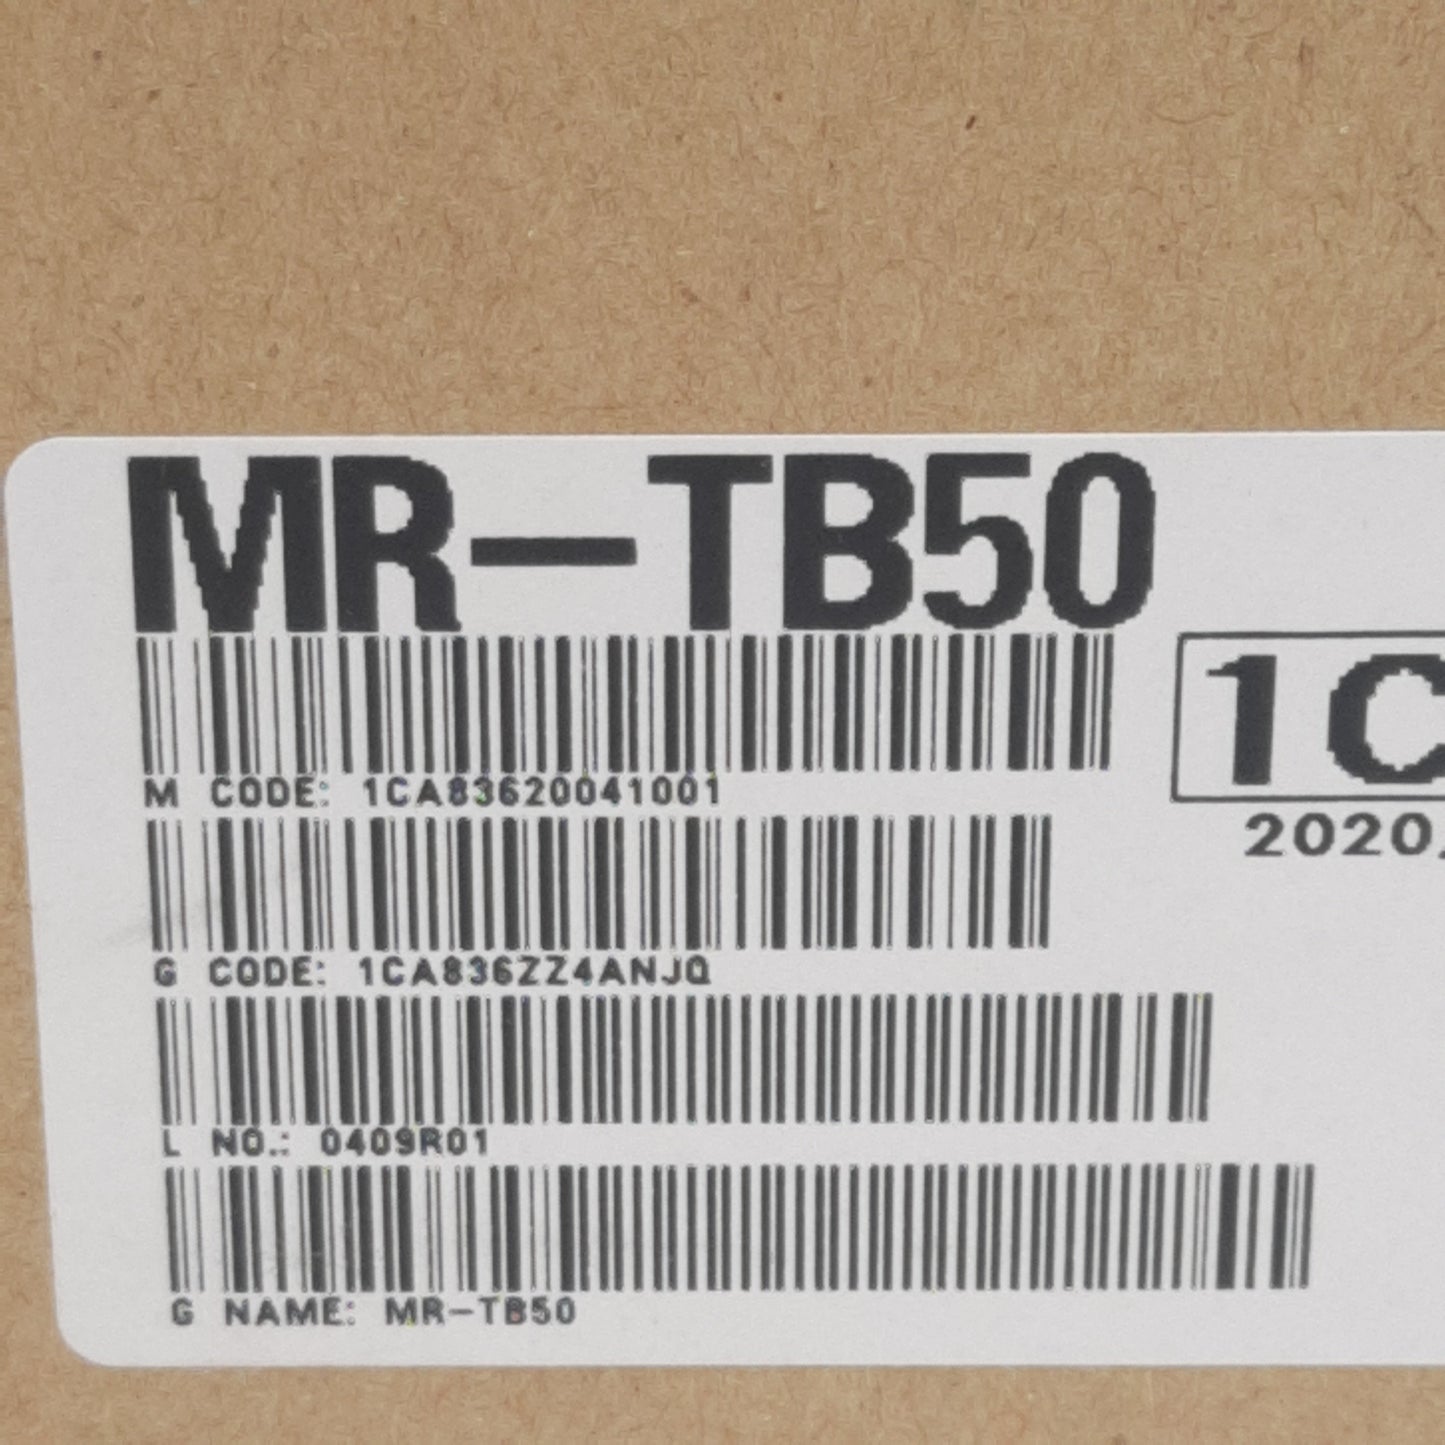 MR-TB50
1C
M CODE: 1CA83620041001
2020
G CODE: 1CA836ZZ4ANJQ
L NO.: 0409R01
G NAME: MR-TB50